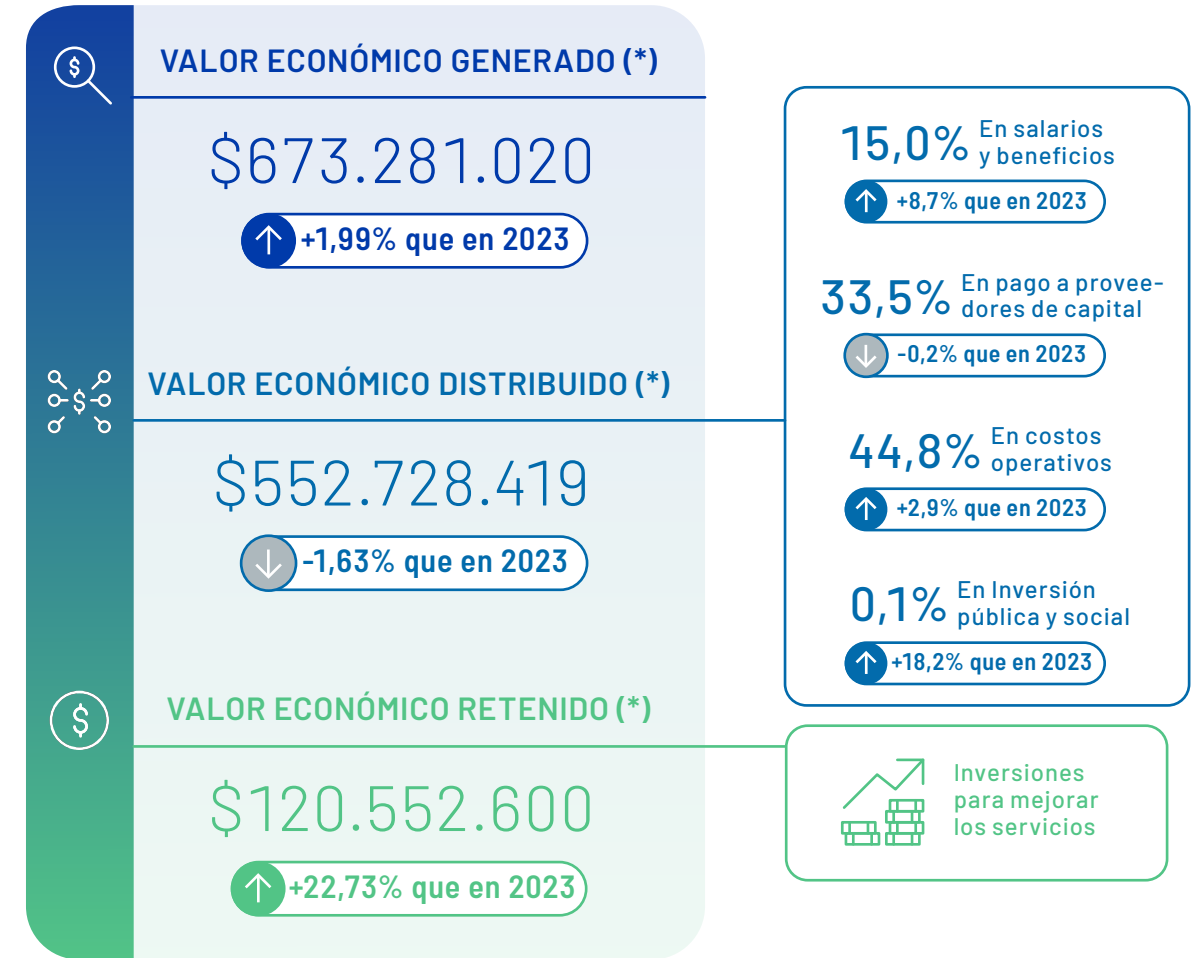 VALOR ECONÓMICO GENERADO (*)
$673.281.020
+1,99% que en 2023
VALOR ECONÓMICO DISTRIBUIDO (*)
$552.728.419
-1,63% que en 2023
15,0% En salarios
y beneficios
+8,7% que en 2023
33,5% En pago a provee-
dores de capital
-0,2% que en 2023
44,8% En costos
operativos
+2,9% que en 2023
0,1% En Inversión
pública y social
+18,2% que en 2023
VALOR ECONÓMICO RETENIDO (*)
$120.552.600
+22,73% que en 2023
Inversiones
para mejorar
los servicios